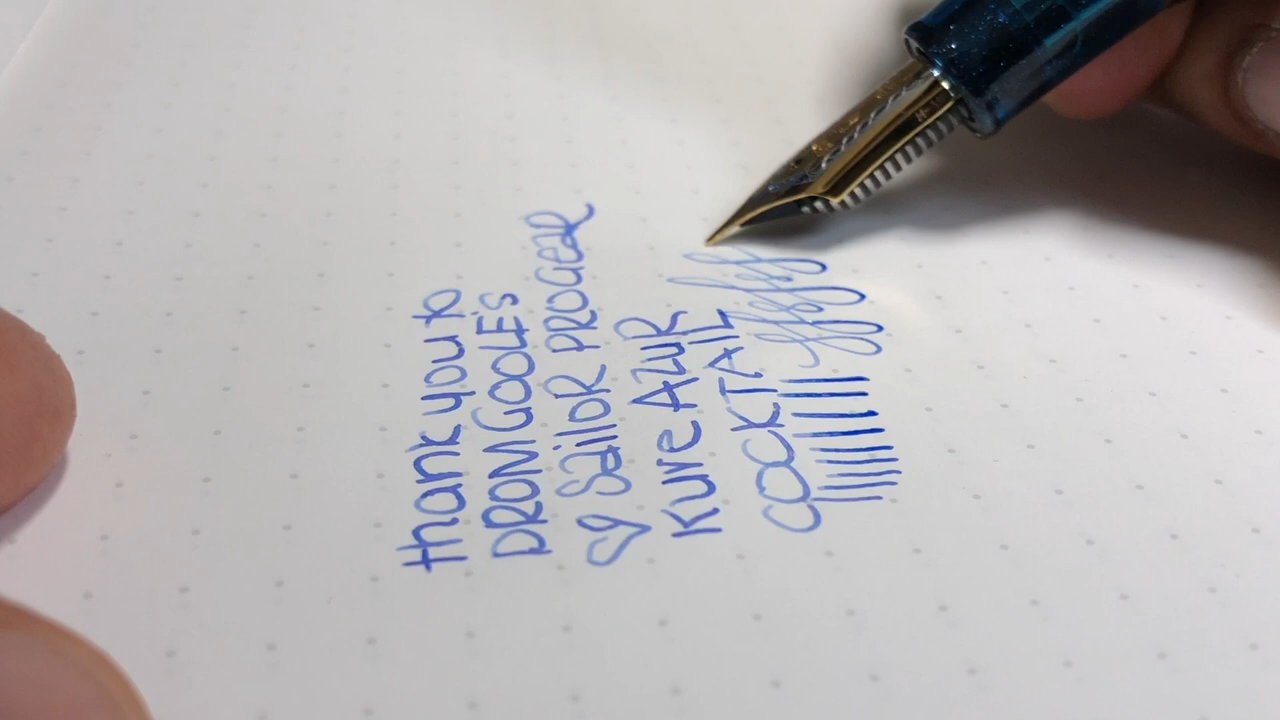 thank you to
DROMGOOLE'S
♡ Sailor PROGEAR
KURE AZUR
COCKTAIL